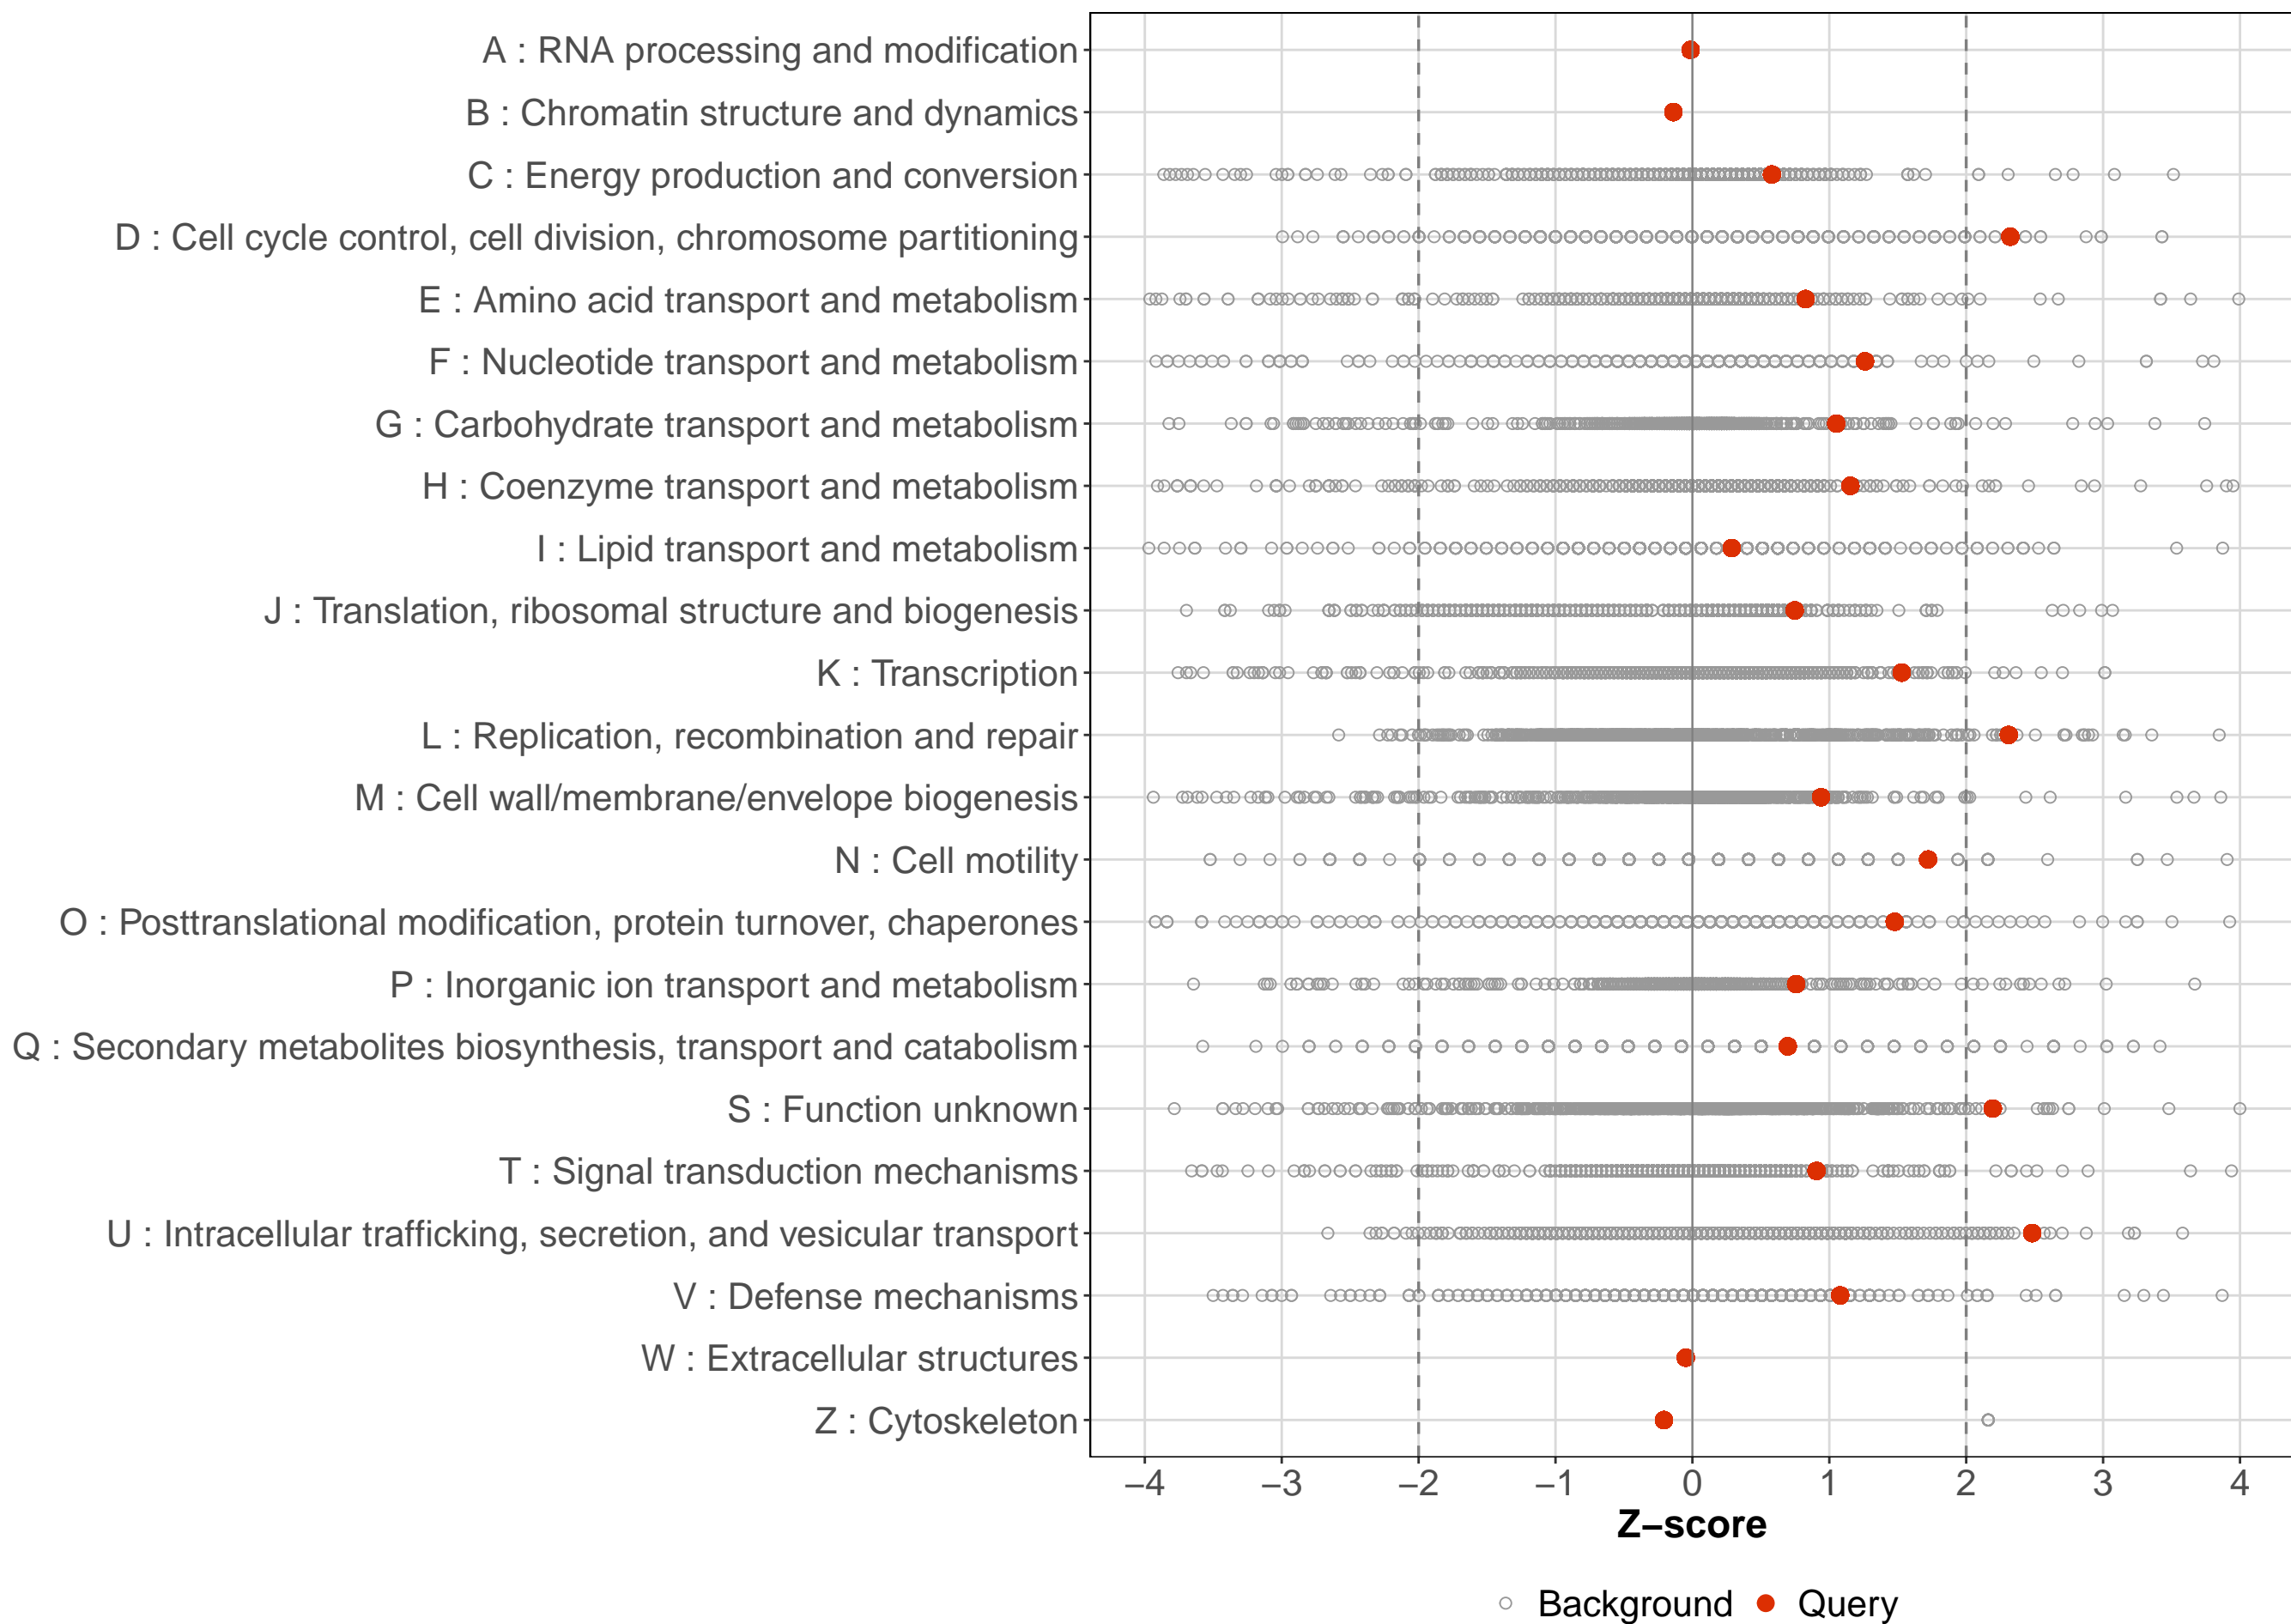 A : RNA processing and modification
B : Chromatin structure and dynamics
C : Energy production and conversion
D : Cell cycle control, cell division, chromosome partitioning
E : Amino acid transport and metabolism
F : Nucleotide transport and metabolism
G : Carbohydrate transport and metabolism
H : Coenzyme transport and metabolism
I : Lipid transport and metabolism
J : Translation, ribosomal structure and biogenesis
K : Transcription
L : Replication, recombination and repair
M : Cell wall/membrane/envelope biogenesis
N : Cell motility
O : Posttranslational modification, protein turnover, chaperones
P : Inorganic ion transport and metabolism
Q : Secondary metabolites biosynthesis, transport and catabolism
S : Function unknown
T : Signal transduction mechanisms
U : Intracellular trafficking, secretion, and vesicular transport
V : Defense mechanisms
W : Extracellular structures
Z : Cytoskeleton
−4 −3 −2 −1 0 1 2 3 4
Z−score
Background Query